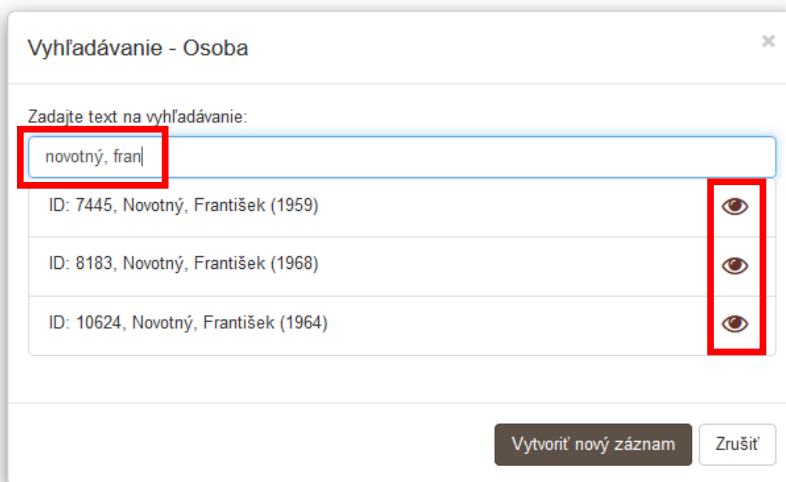 Vyhľadávanie - Osoba
×
Zadajte text na vyhľadávanie:
novotný, fran
ID: 7445, Novotný, František (1959)
ID: 8183, Novotný, František (1968)
ID: 10624, Novotný, František (1964)
Vytvoriť nový záznam Zrušiť